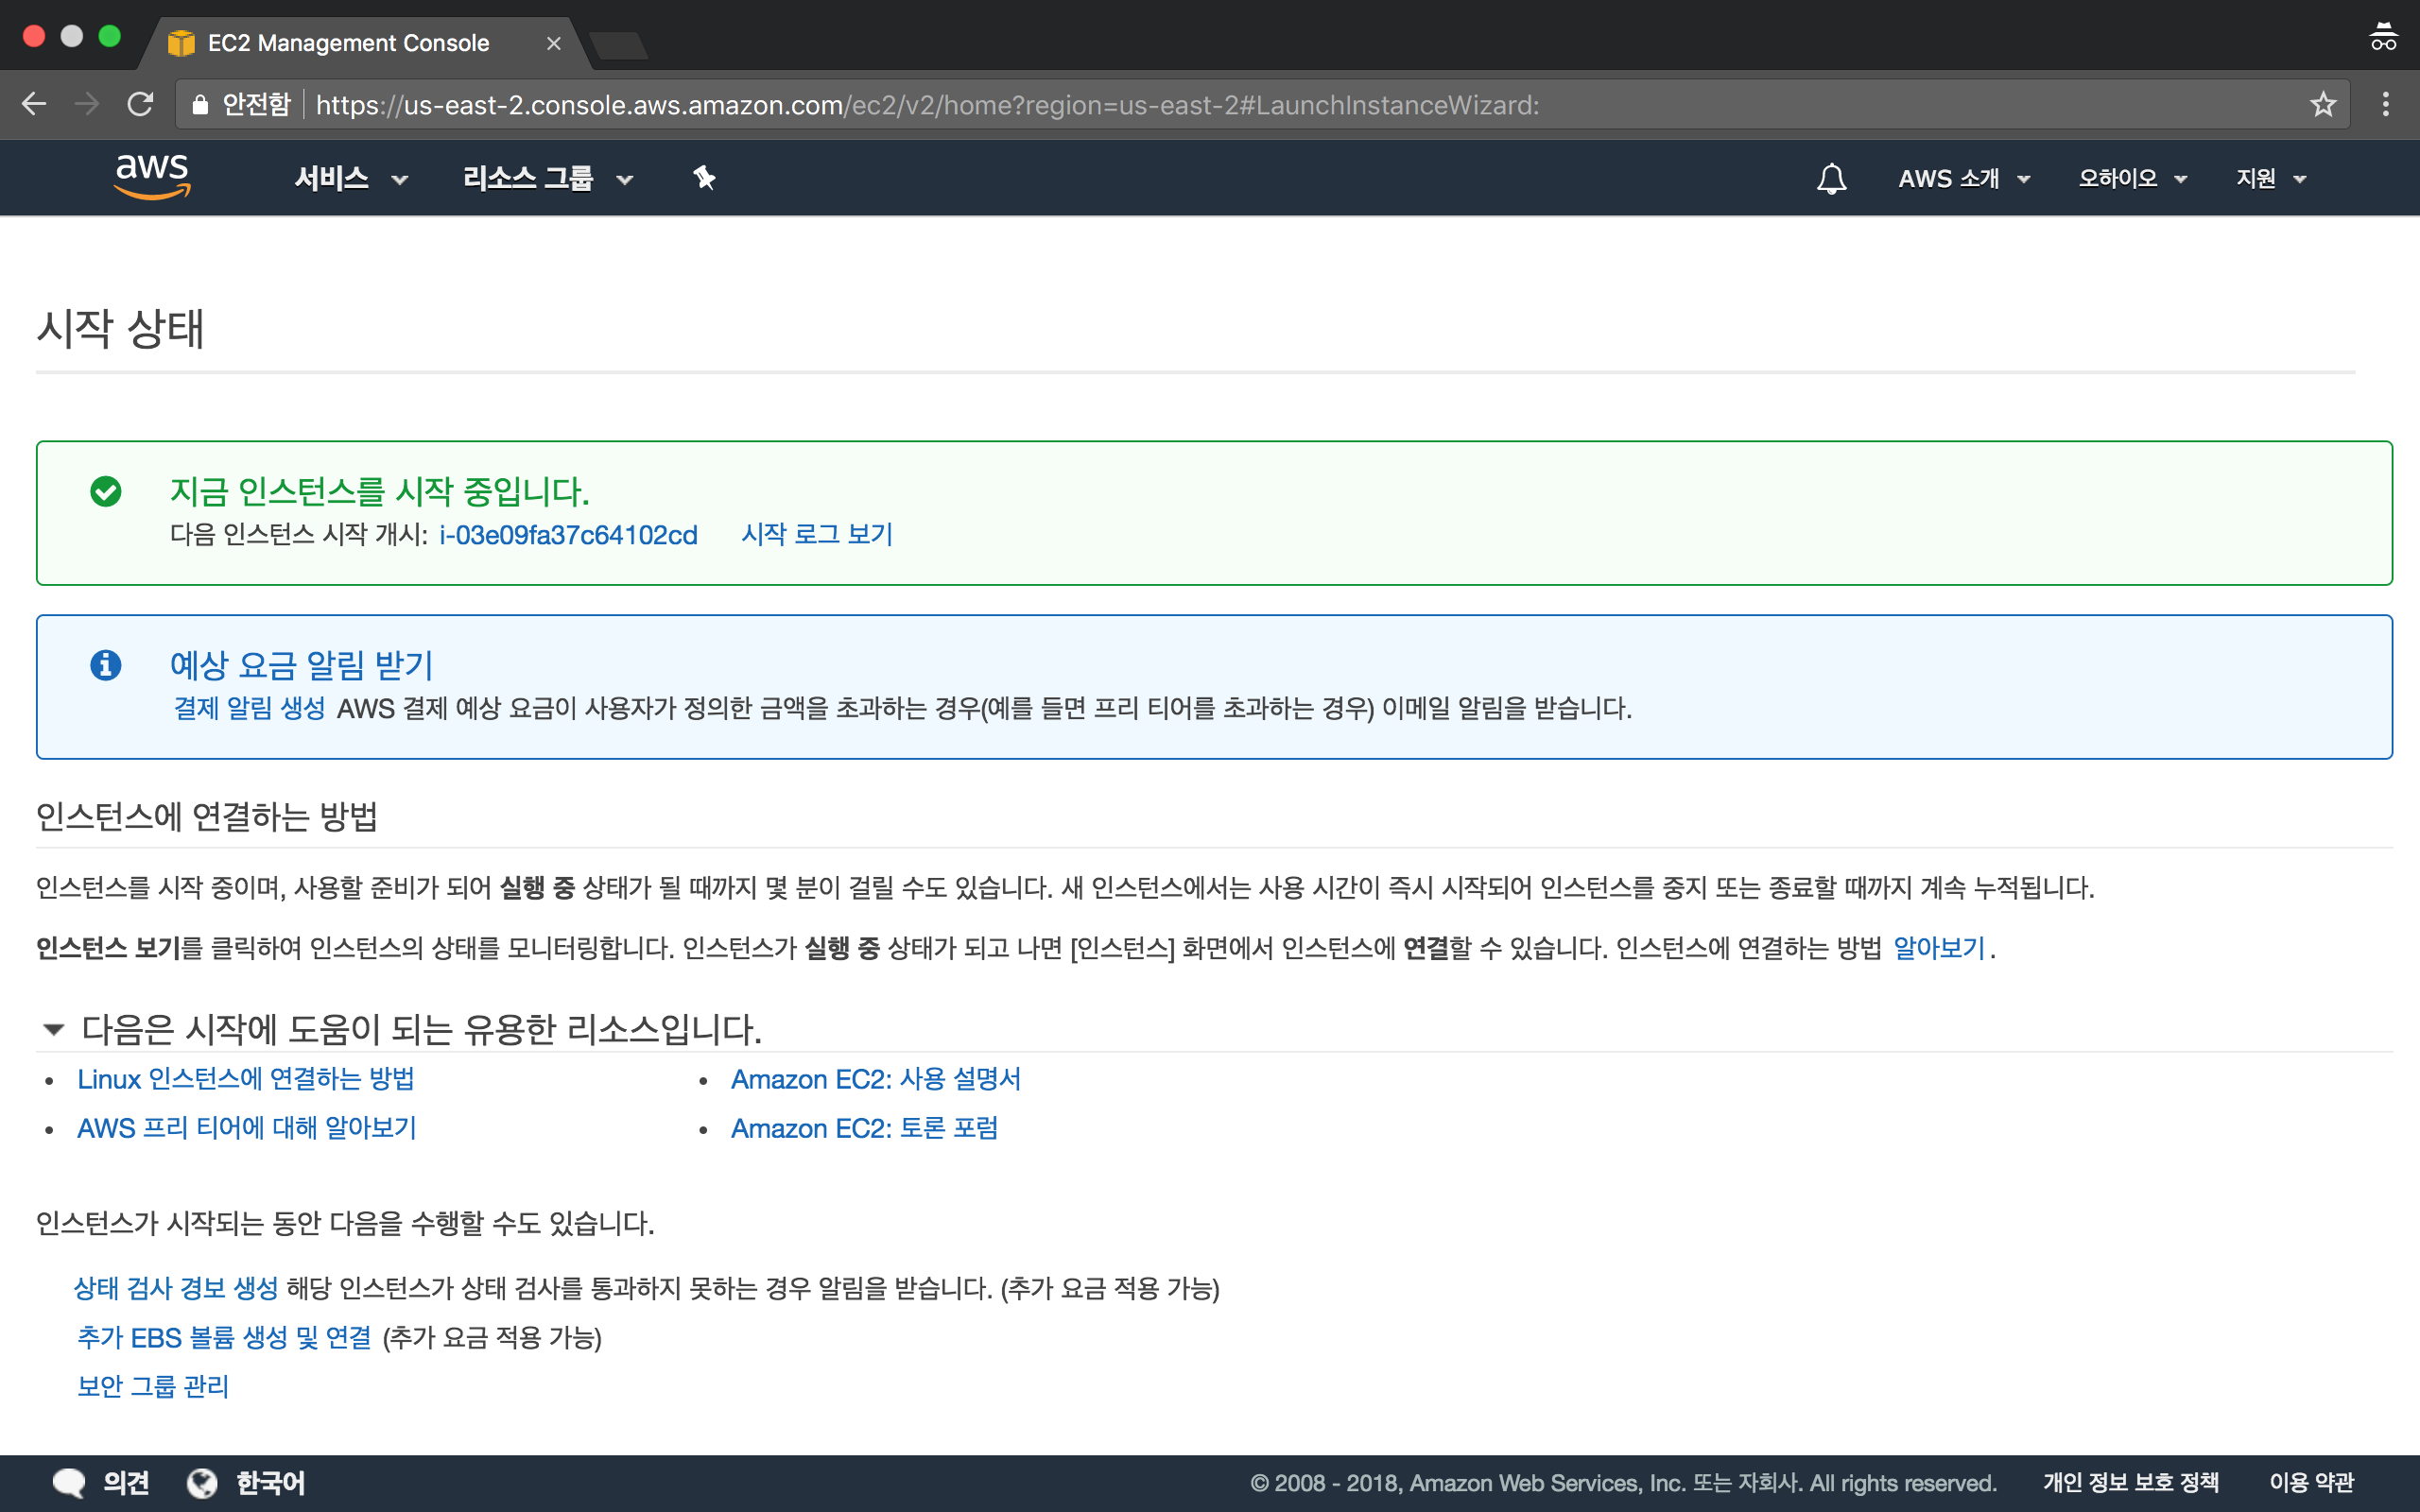 EC2 Management Console
안전함 https://us-east-2.console.aws.amazon.com/ec2/v2/home?region=us-east-2#LaunchInstanceWizard:
aws 서비스 리소스 그룹 AWS 소개 오하이오 지원
시작 상태
지금 인스턴스를 시작 중입니다.
다음 인스턴스 시작 개시: i-03e09fa37c64102cd 시작 로그 보기
예상 요금 알림 받기
결제 알림 생성 AWS 결제 예상 요금이 사용자가 정의한 금액을 초과하는 경우(예를 들면 프리 티어를 초과하는 경우) 이메일 알림을 받습니다.
인스턴스에 연결하는 방법
인스턴스를 시작 중이며, 사용할 준비가 되어 실행 중 상태가 될 때까지 몇 분이 걸릴 수도 있습니다. 새 인스턴스에서는 사용 시간이 즉시 시작되어 인스턴스를 중지 또는 종료할 때까지 계속 누적됩니다.
인스턴스 보기를 클릭하여 인스턴스의 상태를 모니터링합니다. 인스턴스가 실행 중 상태가 되고 나면 [인스턴스] 화면에서 인스턴스에 연결할 수 있습니다. 인스턴스에 연결하는 방법 알아보기.
다음은 시작에 도움이 되는 유용한 리소스입니다.
• Linux 인스턴스에 연결하는 방법 • Amazon EC2: 사용 설명서
• AWS 프리 티어에 대해 알아보기 • Amazon EC2: 토론 포럼
인스턴스가 시작되는 동안 다음을 수행할 수도 있습니다.
상태 검사 경보 생성 해당 인스턴스가 상태 검사를 통과하지 못하는 경우 알림을 받습니다. (추가 요금 적용 가능)
추가 EBS 볼륨 생성 및 연결 (추가 요금 적용 가능)
보안 그룹 관리
의견 한국어 © 2008 - 2018, Amazon Web Services, Inc. 또는 자회사. All rights reserved. 개인 정보 보호 정책 이용 약관